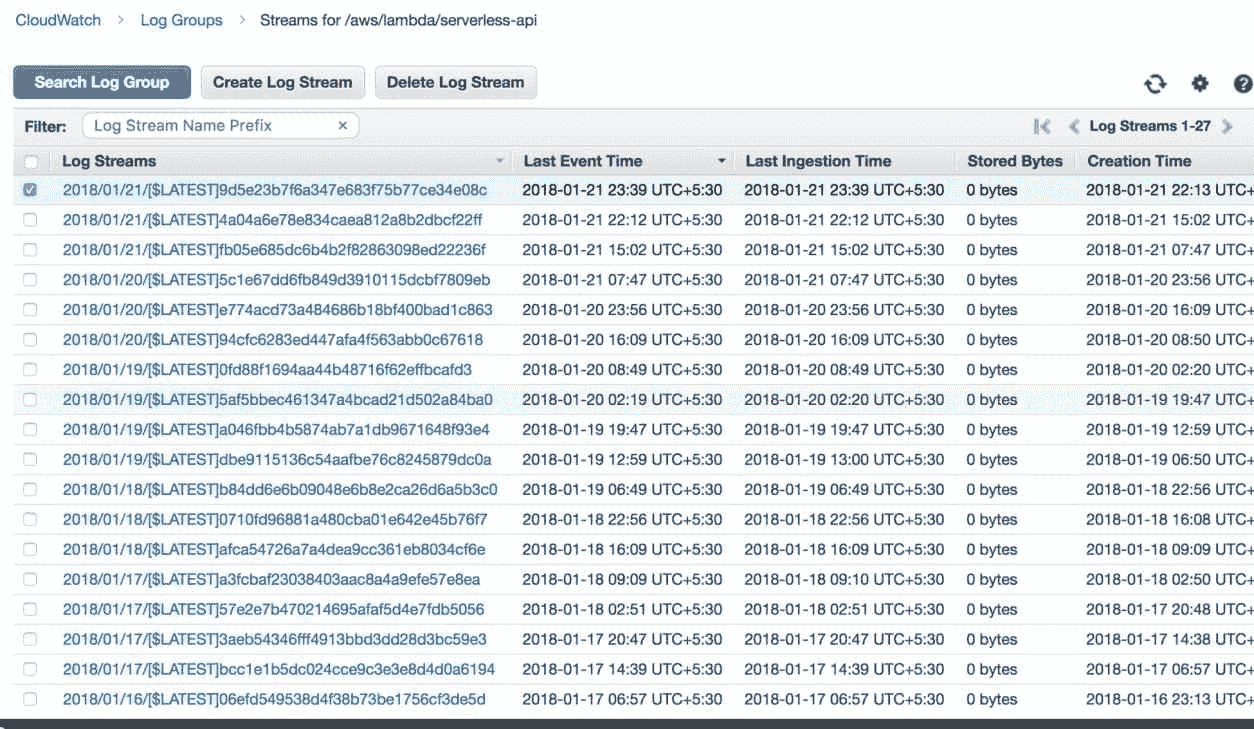 CloudWatch > Log Groups > Streams for /aws/lambda/serverless-api
Search Log Group Create Log Stream Delete Log Stream
Filter: Log Stream Name Prefix × Log Streams 1-27
Log Streams Last Event Time Last Ingestion Time Stored Bytes Creation Time
2018/01/21/[$LATEST]9d5e23b7f6a347e683f75b77ce34e08c 2018-01-21 23:39 UTC+5:30 2018-01-21 23:39 UTC+5:30 0 bytes 2018-01-21 22:13 UTC+
2018/01/21/[$LATEST]4a04a6e78e834caea812a8b2dbcf22ff 2018-01-21 22:12 UTC+5:30 2018-01-21 22:12 UTC+5:30 0 bytes 2018-01-21 15:02 UTC+
2018/01/21/[$LATEST]fb05e685dc6b4b2f82863098ed22236f 2018-01-21 15:02 UTC+5:30 2018-01-21 15:02 UTC+5:30 0 bytes 2018-01-21 07:47 UTC+
2018/01/20/[$LATEST]5c1e67dd6fb849d3910115dcbf7809eb 2018-01-21 07:47 UTC+5:30 2018-01-21 07:47 UTC+5:30 0 bytes 2018-01-20 23:56 UTC+
2018/01/20/[$LATEST]e774acd73a484686b18bf400bad1c863 2018-01-20 23:56 UTC+5:30 2018-01-20 23:56 UTC+5:30 0 bytes 2018-01-20 16:09 UTC+
2018/01/20/[$LATEST]94cfc6283ed447afa4f563abb0c67618 2018-01-20 16:09 UTC+5:30 2018-01-20 16:09 UTC+5:30 0 bytes 2018-01-20 08:50 UTC+
2018/01/19/[$LATEST]0fd88f1694aa44b48716f62effbcafd3 2018-01-20 08:49 UTC+5:30 2018-01-20 08:49 UTC+5:30 0 bytes 2018-01-20 02:20 UTC+
2018/01/19/[$LATEST]5af5bbec461347a4bcad21d502a84ba0 2018-01-20 02:19 UTC+5:30 2018-01-20 02:20 UTC+5:30 0 bytes 2018-01-19 19:47 UTC+
2018/01/19/[$LATEST]a046fbb4b5874ab7a1db9671648f93e4 2018-01-19 19:47 UTC+5:30 2018-01-19 19:47 UTC+5:30 0 bytes 2018-01-19 12:59 UTC+
2018/01/19/[$LATEST]dbe9115136c54aafbe76c8245879dc0a 2018-01-19 12:59 UTC+5:30 2018-01-19 13:00 UTC+5:30 0 bytes 2018-01-19 06:50 UTC+
2018/01/18/[$LATEST]b84dd6e6b09048e6b8e2ca26d6a5b3c0 2018-01-19 06:49 UTC+5:30 2018-01-19 06:49 UTC+5:30 0 bytes 2018-01-18 22:56 UTC+
2018/01/18/[$LATEST]0710fd96881a480cba01e642e45b76f7 2018-01-18 22:56 UTC+5:30 2018-01-18 22:56 UTC+5:30 0 bytes 2018-01-18 16:08 UTC+
2018/01/18/[$LATEST]afca54726a7a4dea9cc361eb8034cf6e 2018-01-18 16:09 UTC+5:30 2018-01-18 16:09 UTC+5:30 0 bytes 2018-01-18 09:09 UTC+
2018/01/17/[$LATEST]a3fcbaf23038403aac8a4a9efe57e8ea 2018-01-18 09:09 UTC+5:30 2018-01-18 09:10 UTC+5:30 0 bytes 2018-01-18 02:50 UTC+
2018/01/17/[$LATEST]57e2e7b470214695afaf5d4e7fdb5056 2018-01-18 02:51 UTC+5:30 2018-01-18 02:51 UTC+5:30 0 bytes 2018-01-17 20:48 UTC+
2018/01/17/[$LATEST]3aeb54346fff4913bbd3dd28d3bc59e3 2018-01-17 20:47 UTC+5:30 2018-01-17 20:47 UTC+5:30 0 bytes 2018-01-17 14:38 UTC+
2018/01/17/[$LATEST]bcc1e1b5dc024cce9c3e3e8d4d0a6194 2018-01-17 14:39 UTC+5:30 2018-01-17 14:39 UTC+5:30 0 bytes 2018-01-17 06:57 UTC+
2018/01/16/[$LATEST]06efd549538d4f38b73be1756cf3de5d 2018-01-17 06:57 UTC+5:30 2018-01-17 06:57 UTC+5:30 0 bytes 2018-01-16 23:13 UTC+